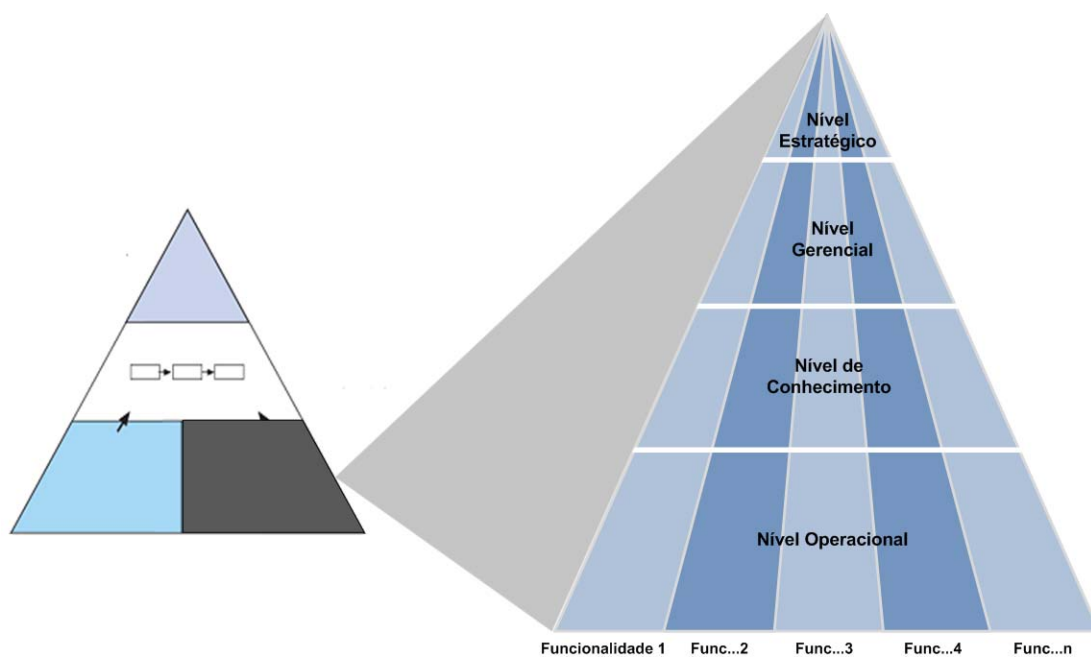 Nível
Estratégico
Nível
Gerencial
Nível de
Conhecimento
Nível Operacional
Funcionalidade 1 Func...2 Func...3 Func...4 Func...n